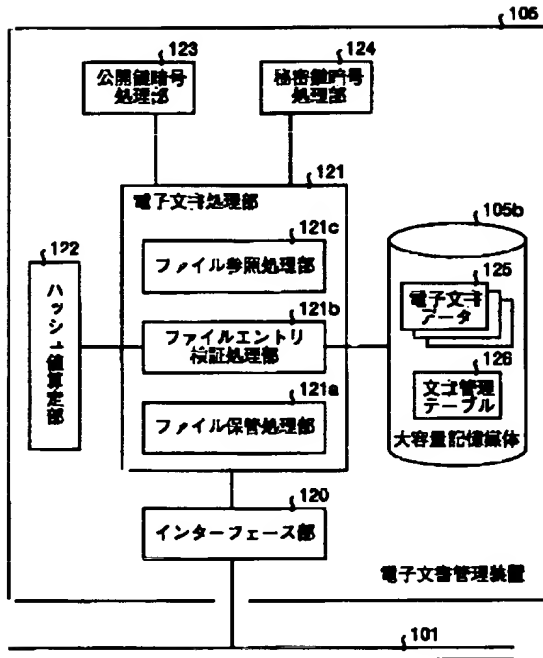 105
123
公開鍵暗号
処理部
124
秘密鍵暗号
処理部
121
電子文書処理部
121c
ファイル参照処理部
121b
ファイルエントリ
検証処理部
121a
ファイル保管処理部
122
ハッシュ値算定部
105b
125
電子文書
データ
126
文書管理
テーブル
大容量記憶媒体
120
インターフェース部
電子文書管理装置
101